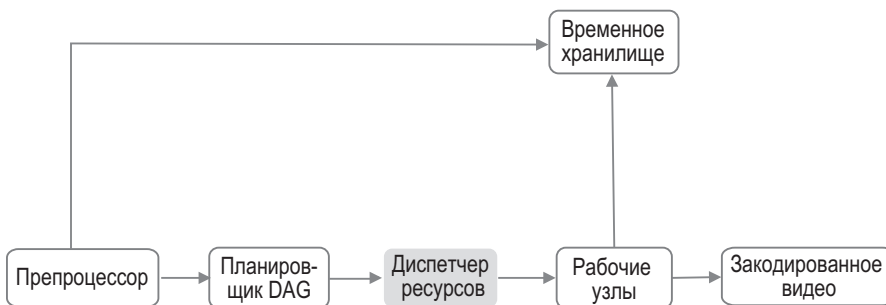 Временное
хранилище
Препроцессор
Планиров-
щик DAG
Диспетчер
ресурсов
Рабочие
узлы
Закодированное
видео